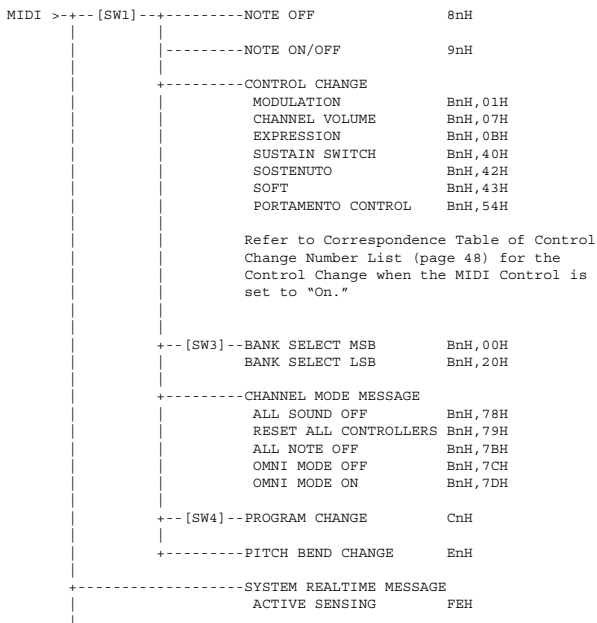 MIDI >-+--[SW1]--+---------NOTE OFF 8nH
|---------NOTE ON/OFF 9nH
+---------CONTROL CHANGE
MODULATION BnH,01H
CHANNEL VOLUME BnH,07H
EXPRESSION BnH,0BH
SUSTAIN SWITCH BnH,40H
SOSTENUTO BnH,42H
SOFT BnH,43H
PORTAMENTO CONTROL BnH,54H
Refer to Correspondence Table of Control
Change Number List (page 48) for the
Control Change when the MIDI Control is
set to “On.”
+--[SW3]--BANK SELECT MSB BnH,00H
BANK SELECT LSB BnH,20H
+---------CHANNEL MODE MESSAGE
ALL SOUND OFF BnH,78H
RESET ALL CONTROLLERS BnH,79H
ALL NOTE OFF BnH,7BH
OMNI MODE OFF BnH,7CH
OMNI MODE ON BnH,7DH
+--[SW4]--PROGRAM CHANGE CnH
+---------PITCH BEND CHANGE EnH
+-------------------SYSTEM REALTIME MESSAGE
ACTIVE SENSING FEH